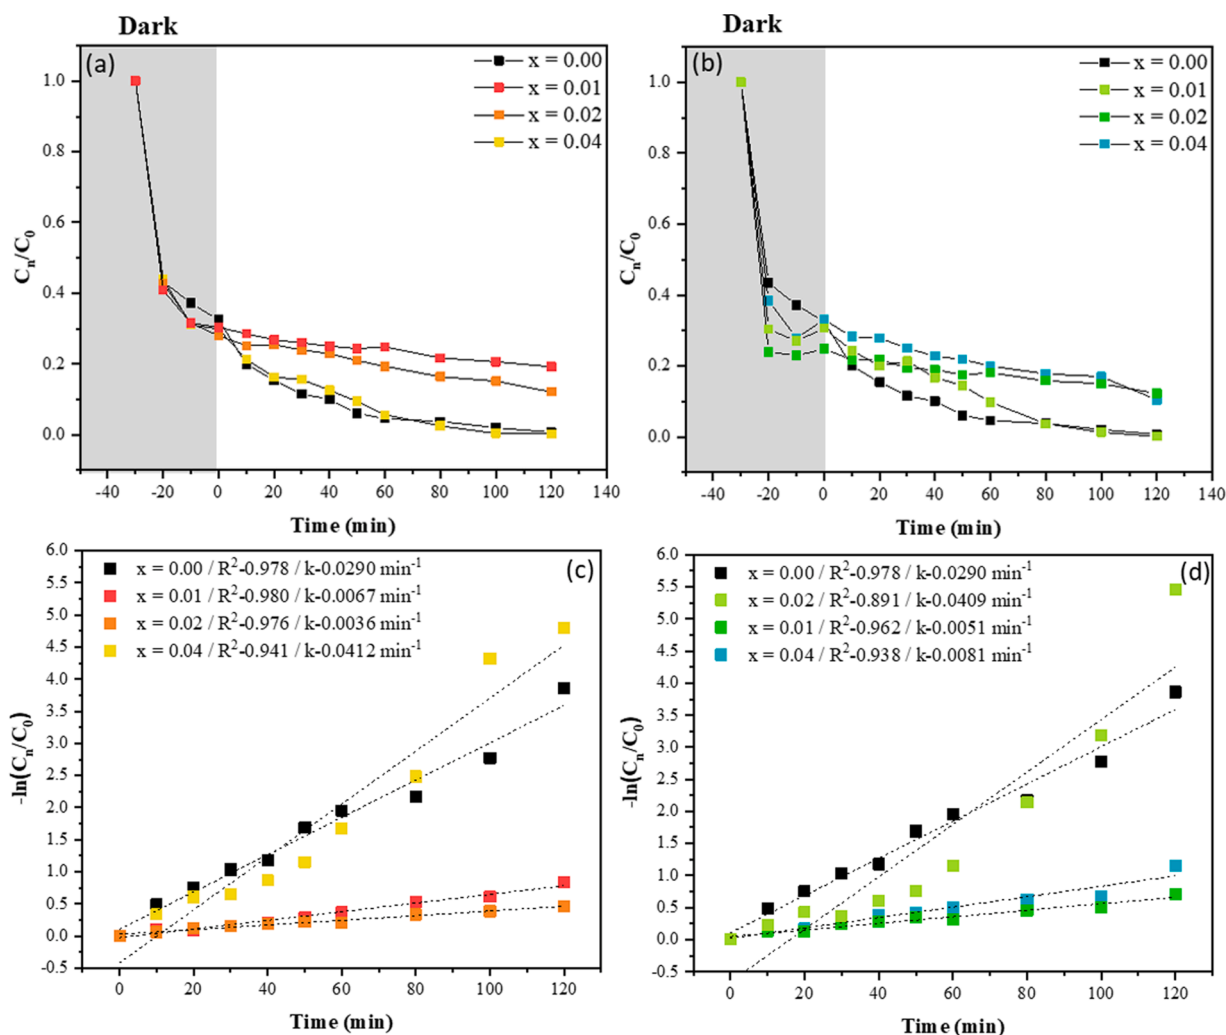 Dark
(a)
x = 0.00
x = 0.01
x = 0.02
x = 0.04
1.0
0.8
0.6
0.4
0.2
0.0
Cₙ/C₀
-40 -20 0 20 40 60 80 100 120 140
Time (min)
Dark
(b)
x = 0.00
x = 0.01
x = 0.02
x = 0.04
1.0
0.8
0.6
0.4
0.2
0.0
Cₙ/C₀
-40 -20 0 20 40 60 80 100 120 140
Time (min)
(c)
x = 0.00 / R²-0.978 / k-0.0290 min⁻¹
x = 0.01 / R²-0.980 / k-0.0067 min⁻¹
x = 0.02 / R²-0.976 / k-0.0036 min⁻¹
x = 0.04 / R²-0.941 / k-0.0412 min⁻¹
6.0
5.5
5.0
4.5
4.0
3.5
3.0
2.5
2.0
1.5
1.0
0.5
0.0
-0.5
-ln(Cₙ/C₀)
0 20 40 60 80 100 120
Time (min)
(d)
x = 0.00 / R²-0.978 / k-0.0290 min⁻¹
x = 0.02 / R²-0.891 / k-0.0409 min⁻¹
x = 0.01 / R²-0.962 / k-0.0051 min⁻¹
x = 0.04 / R²-0.938 / k-0.0081 min⁻¹
6.0
5.5
5.0
4.5
4.0
3.5
3.0
2.5
2.0
1.5
1.0
0.5
0.0
-0.5
-ln(Cₙ/C₀)
0 20 40 60 80 100 120
Time (min)